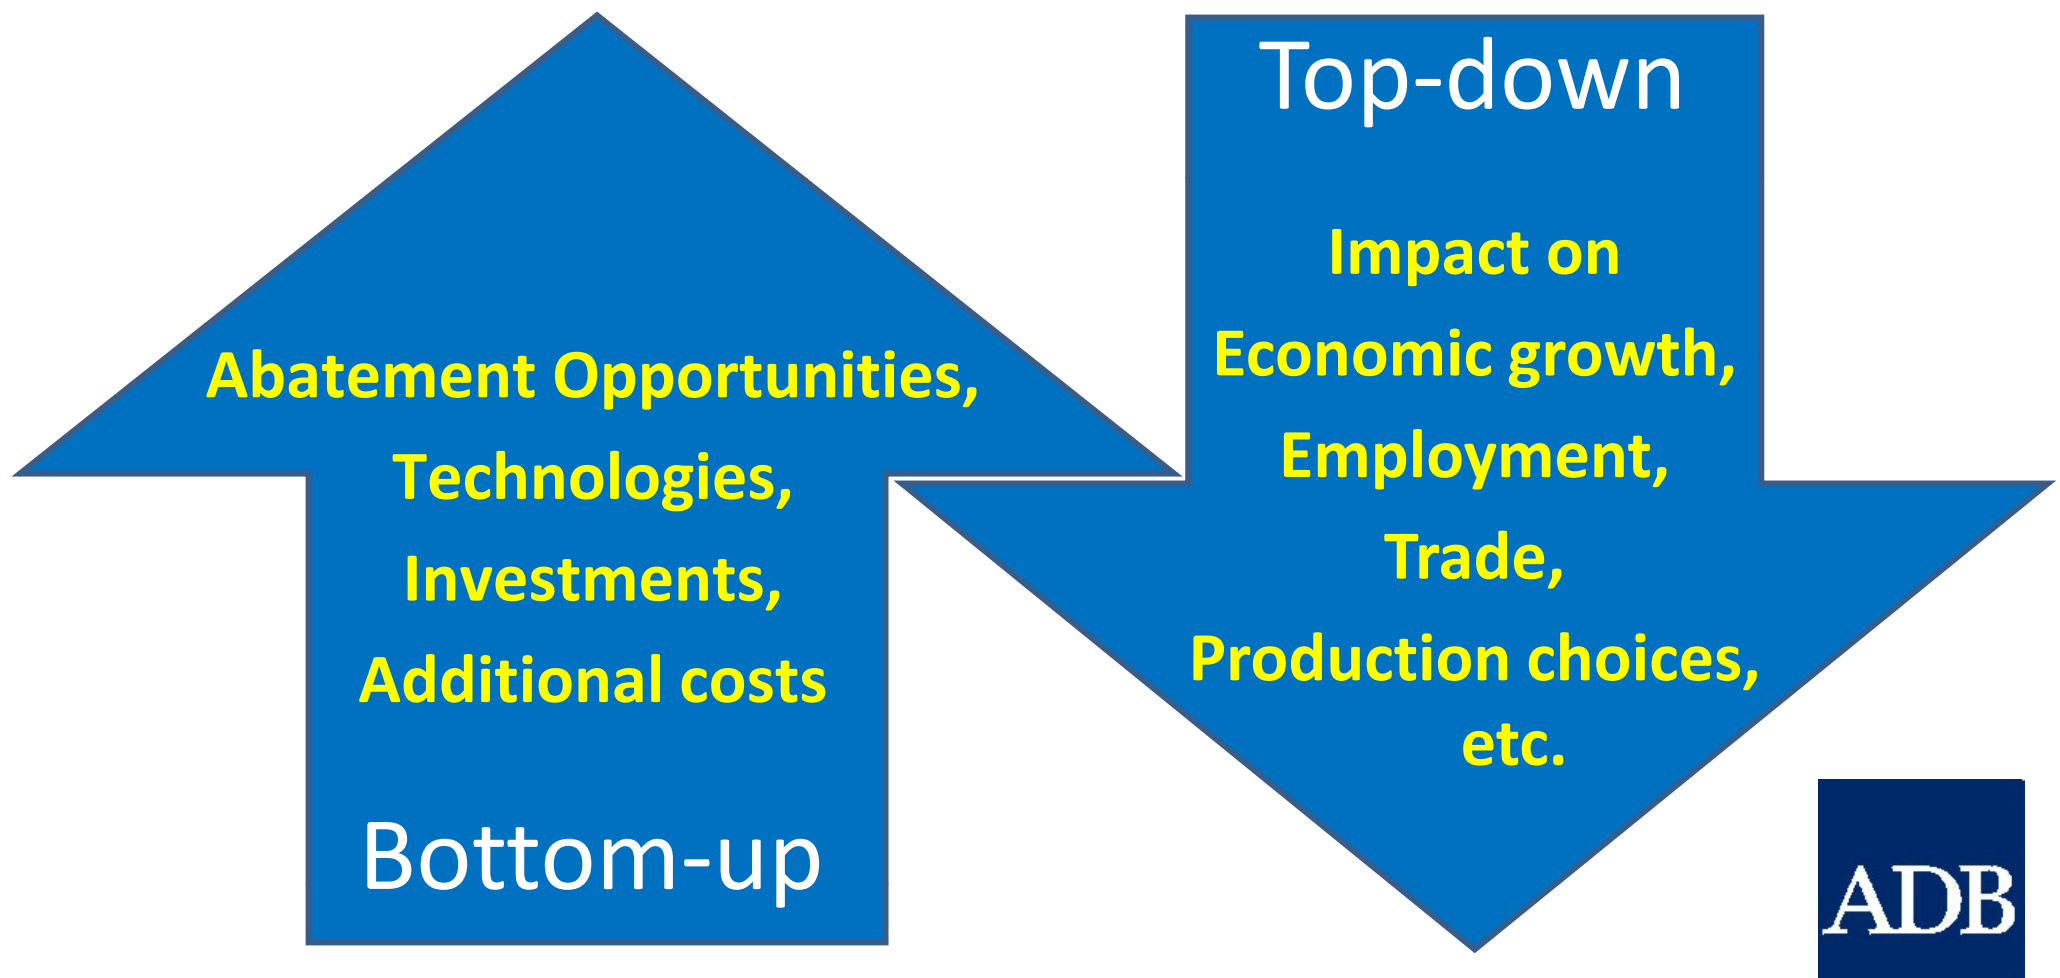 Abatement Opportunities,
Technologies,
Investments,
Additional costs
Bottom-up
Top-down
Impact on
Economic growth,
Employment,
Trade,
Production choices,
etc.
ADB